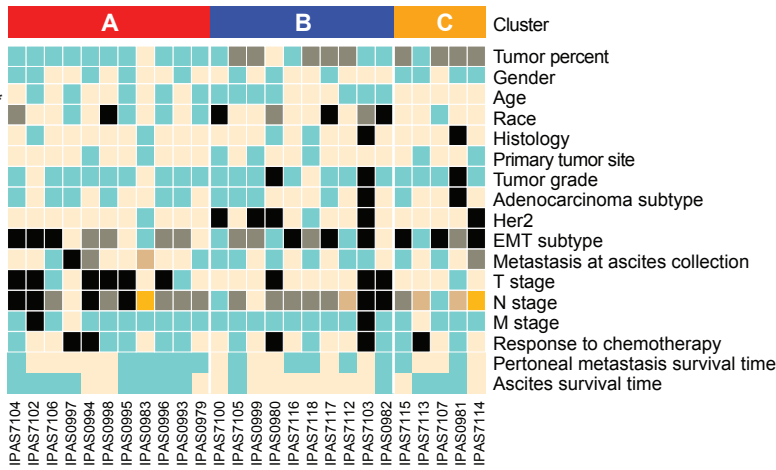 A B C Cluster
Tumor percent
Gender
* Age
Race
Histology
Primary tumor site
Tumor grade
Adenocarcinoma subtype
Her2
EMT subtype
Metastasis at ascites collection
T stage
N stage
M stage
Response to chemotherapy
Pertoneal metastasis survival time
Ascites survival time
IPAS7104
IPAS7102
IPAS7106
IPAS0997
IPAS0994
IPAS0998
IPAS0995
IPAS0983
IPAS0996
IPAS0993
IPAS0979
IPAS7100
IPAS7105
IPAS0999
IPAS0980
IPAS7116
IPAS7118
IPAS7117
IPAS7112
IPAS7103
IPAS0982
IPAS7115
IPAS7113
IPAS7107
IPAS0981
IPAS7114